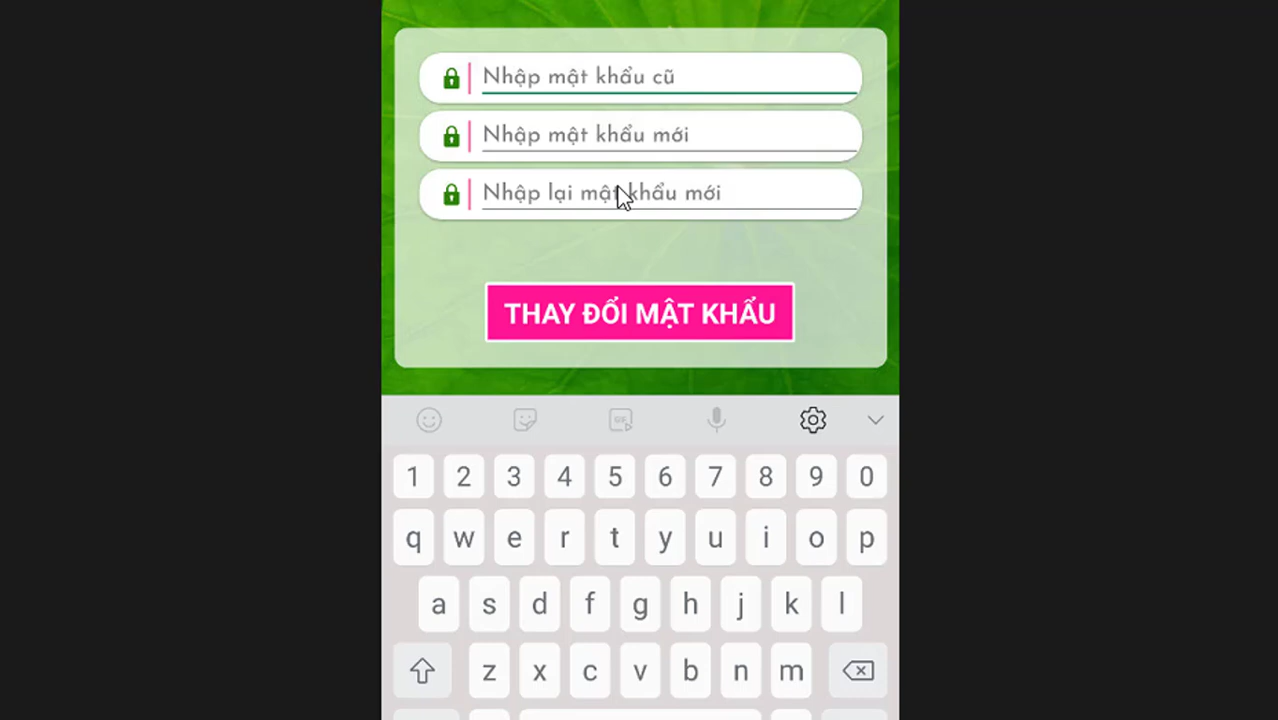 Nhập mật khẩu cũ
Nhập mật khẩu mới
Nhập lại mật khẩu mới
THAY ĐỔI MẬT KHẨU
GIF
1 2 3 4 5 6 7 8 9 0
q w e r t y u i o p
a s d f g h j k l
z x c v b n m